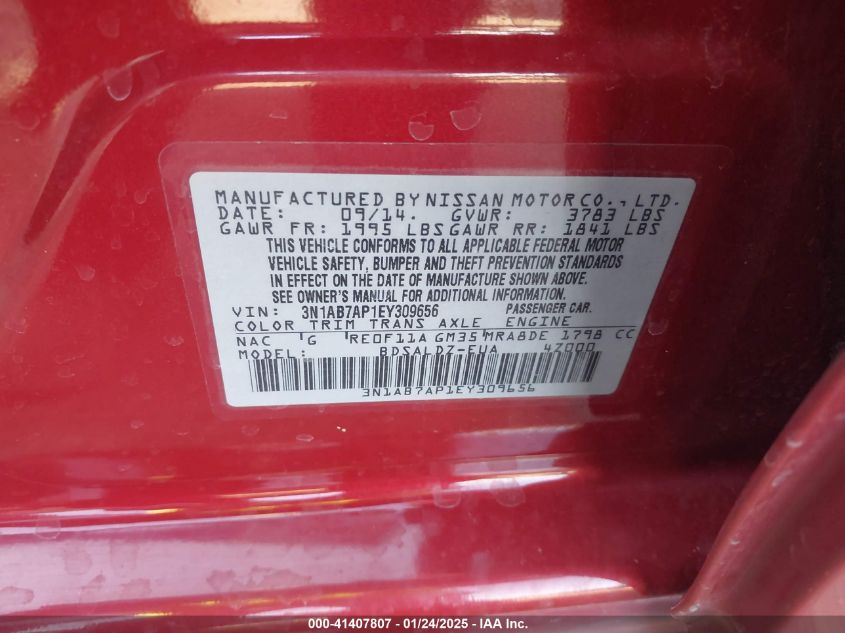 MANUFACTURED BY NISSAN MOTOR CO., LTD.
DATE: 09/14. GVWR: 3783 LBS
GAWR FR: 1995 LBS GAWR RR: 1841 LBS
THIS VEHICLE CONFORMS TO ALL APPLICABLE FEDERAL MOTOR
VEHICLE SAFETY, BUMPER AND THEFT PREVENTION STANDARDS
IN EFFECT ON THE DATE OF MANUFACTURE SHOWN ABOVE.
SEE OWNER'S MANUAL FOR ADDITIONAL INFORMATION.
VIN: 3N1AB7AP1EY309656 PASSENGER CAR.
COLOR TRIM TRANS AXLE ENGINE
NAC 'G 'RE0F11A GM35'MRA8DE 1798 CC
MODEL: BDSALDZ-EUA 4Z000
3N1AB7AP1EY309656
000-41407807 - 01/24/2025 - IAA Inc.